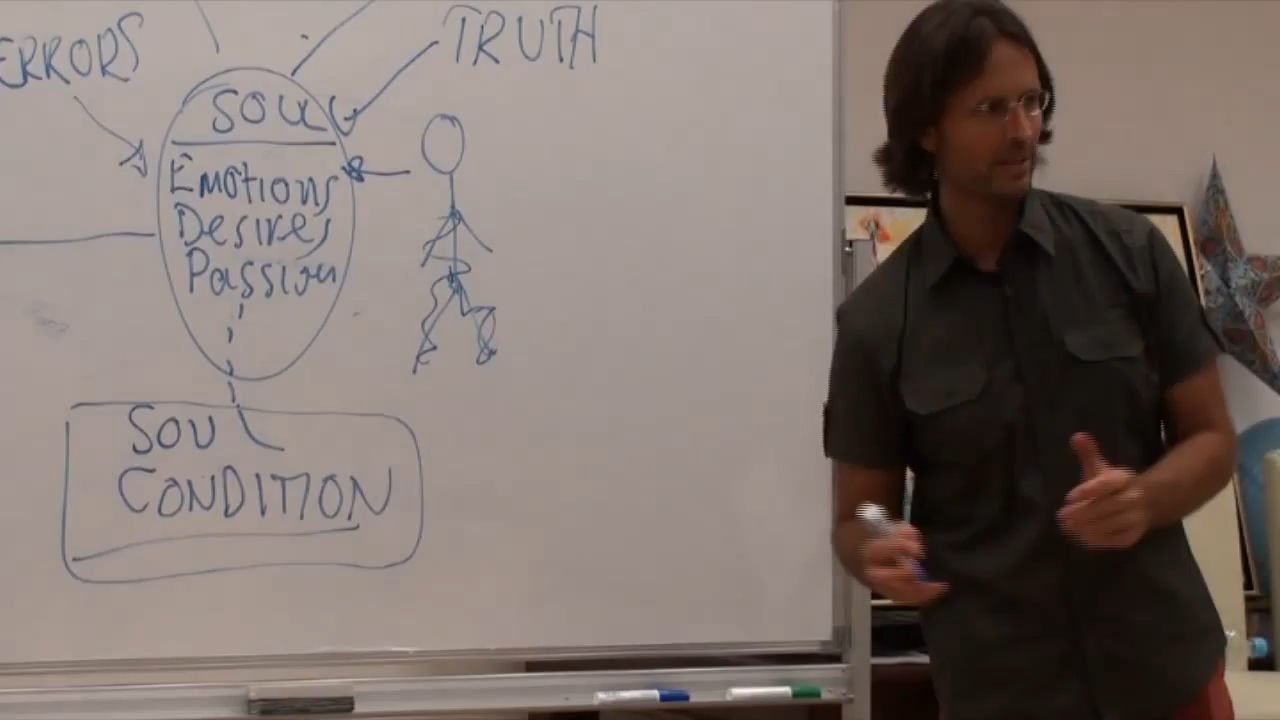 TRUTH
ERRORS
SOUL
Emotions
Desires
Passion
SOUL
CONDITION